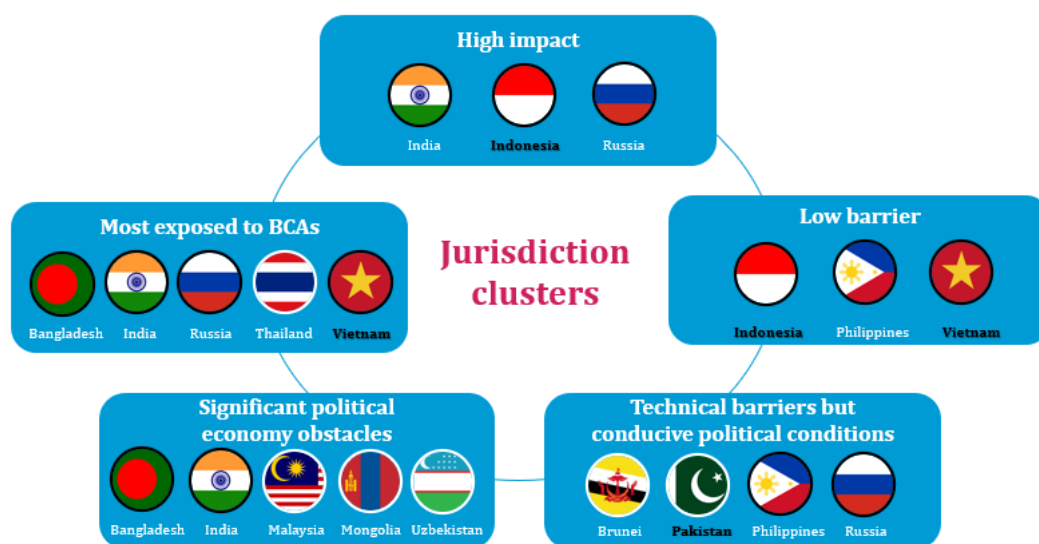 High impact
India Indonesia Russia
Most exposed to BCAs
Bangladesh India Russia Thailand Vietnam
Jurisdiction
clusters
Low barrier
Indonesia Philippines Vietnam
Significant political
economy obstacles
Bangladesh India Malaysia Mongolia Uzbekistan
Technical barriers but
conducive political conditions
Brunei Pakistan Philippines Russia